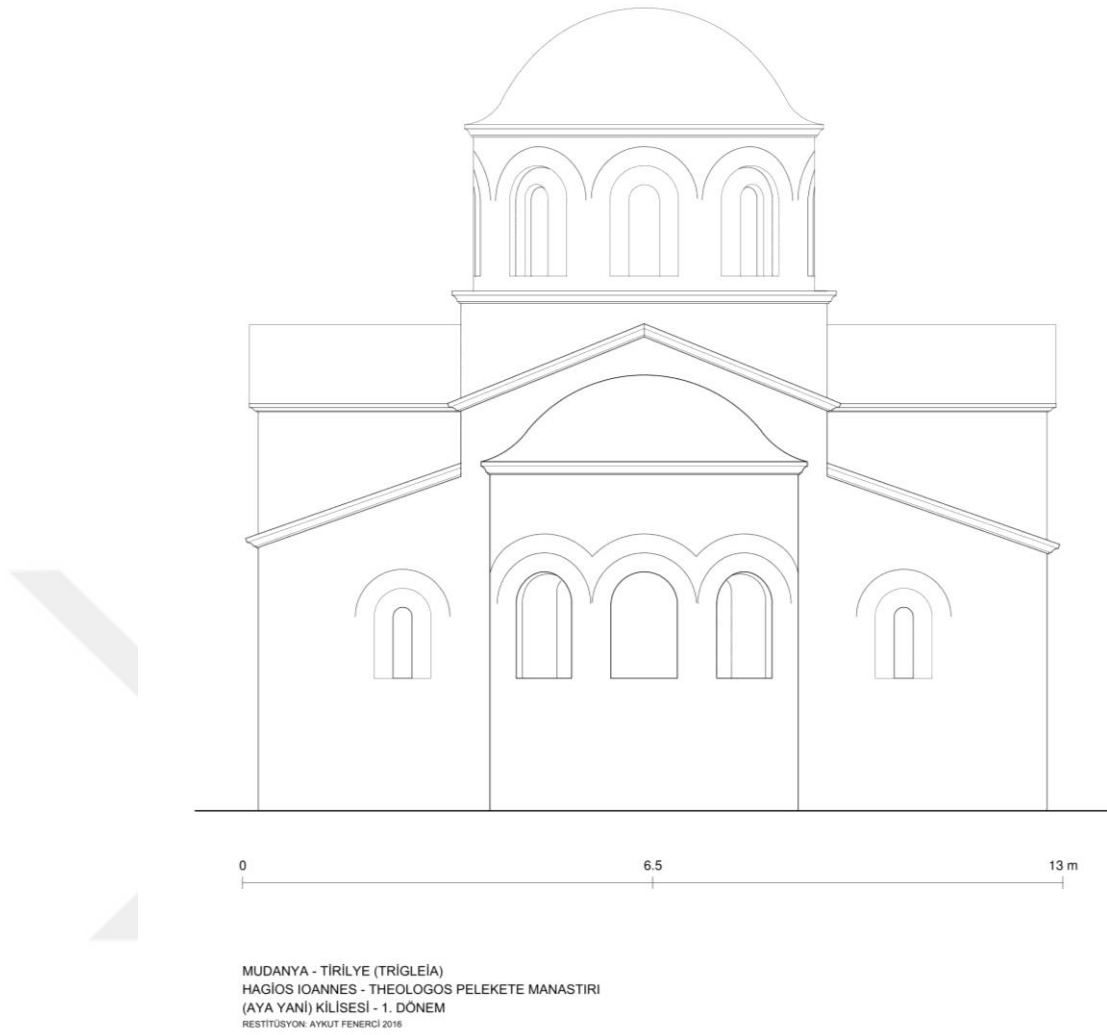 0 6.5 13 m
MUDANYA - TİRİLYE (TRİGLEİA)
HAGİOS IOANNES - THEOLOGOS PELEKETE MANASTIRI
(AYA YANİ) KİLİSESİ - 1. DÖNEM
RESTİTÜSYON: AYKUT FENERCİ 2016